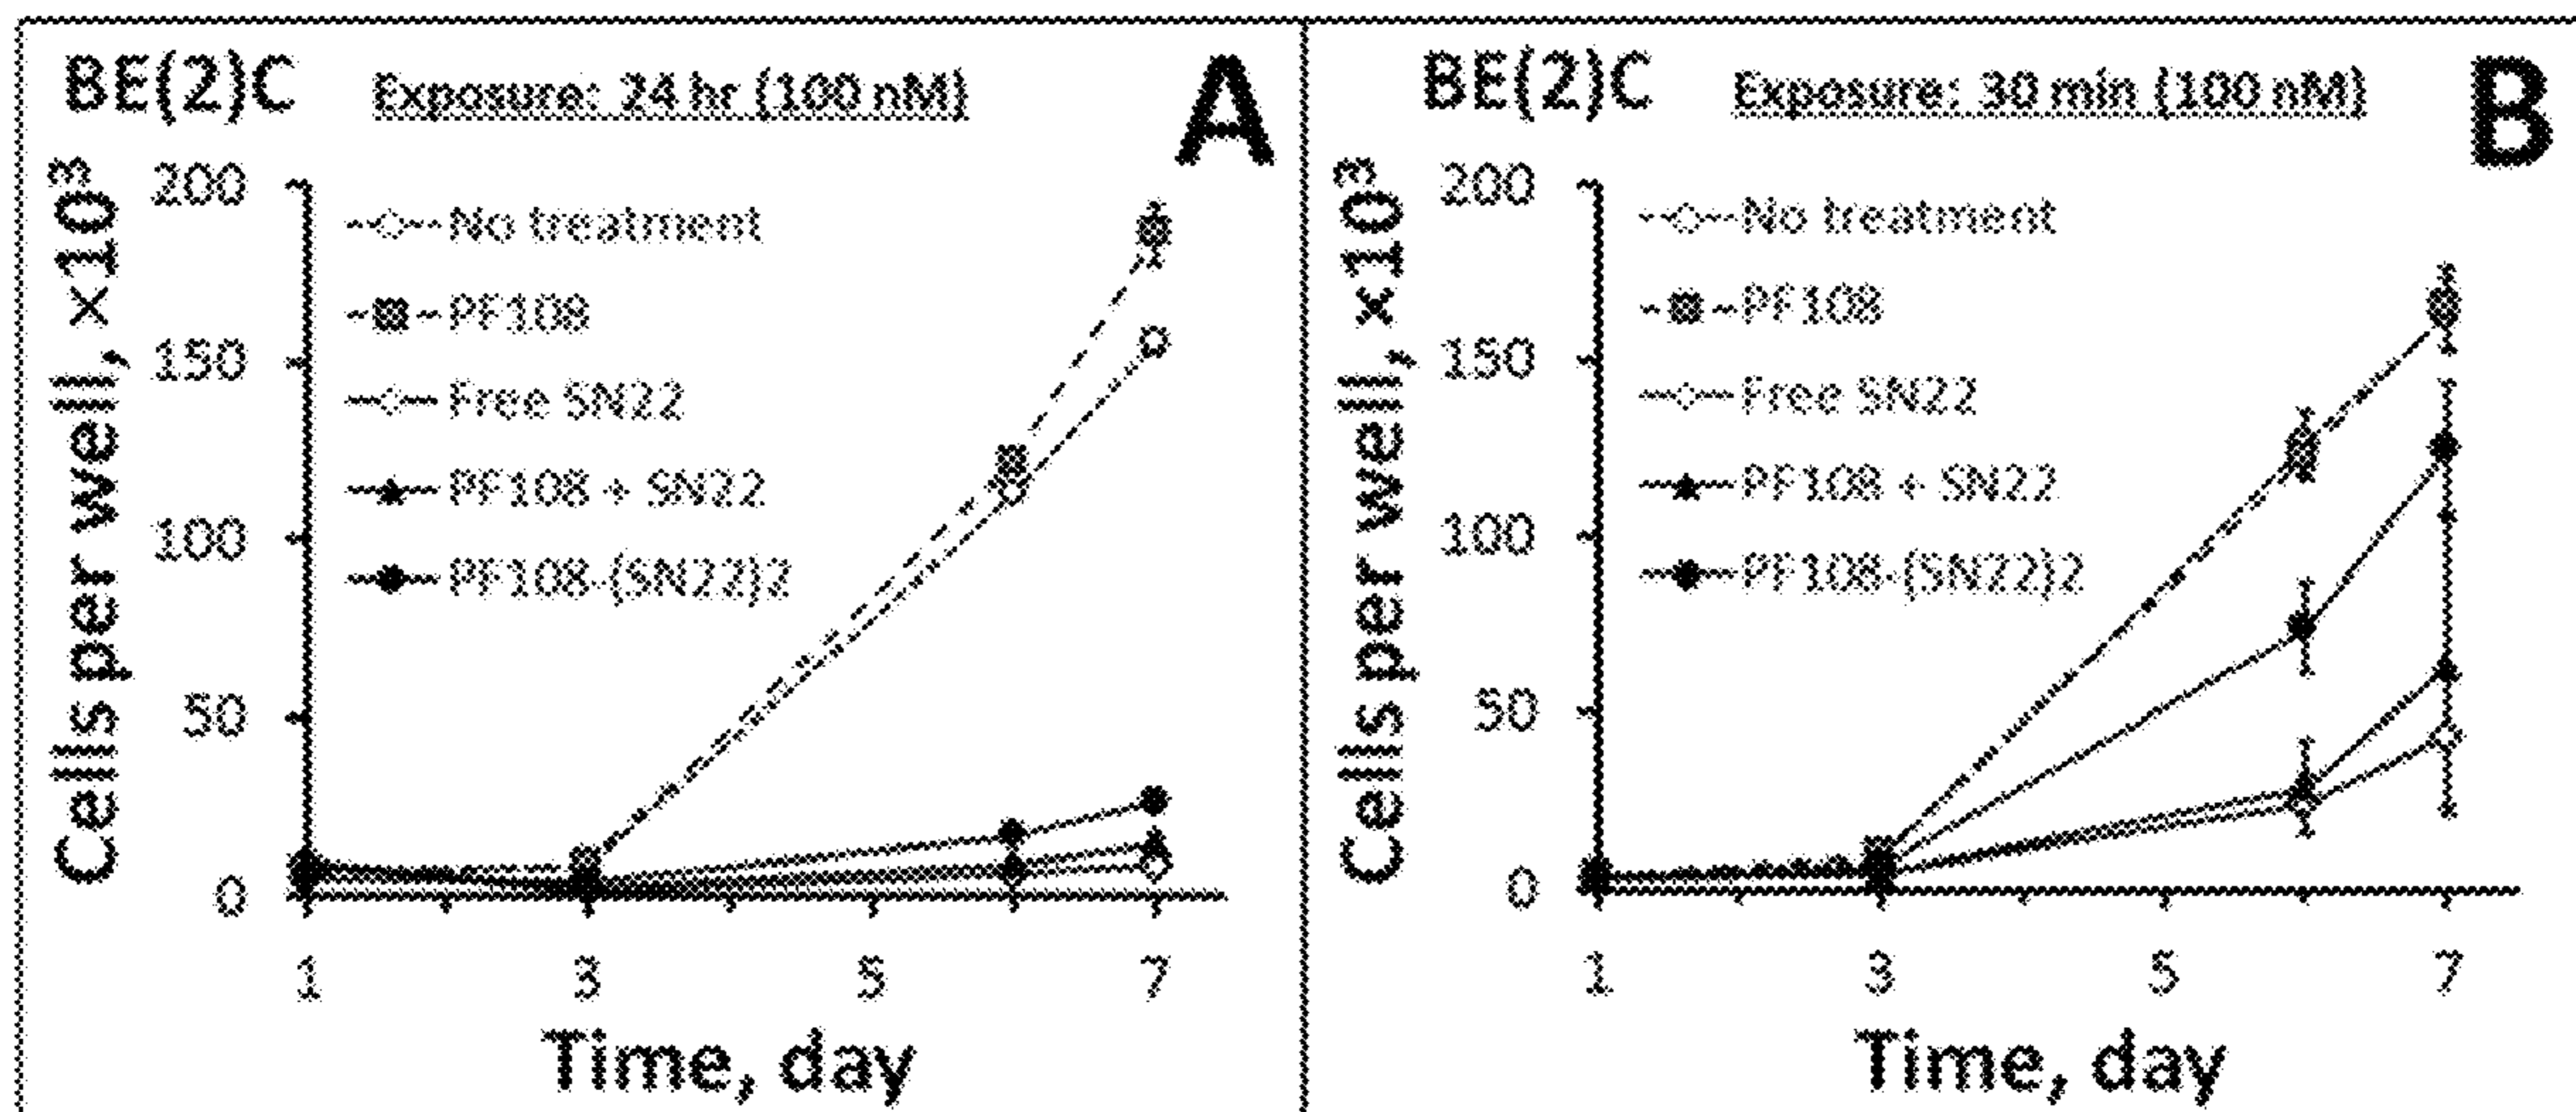 BE(2)C Exposure: 24 hr (100 nM) A
Cells per well, ×10³
200
150
100
50
0
No treatment
PF108
Free SN22
PF108 + SN22
PF108-(SN22)2
1 3 5 7
Time, day
BE(2)C Exposure: 30 min (100 nM) B
Cells per well, ×10³
200
150
100
50
0
No treatment
PF108
Free SN22
PF108 + SN22
PF108-(SN22)2
1 3 5 7
Time, day